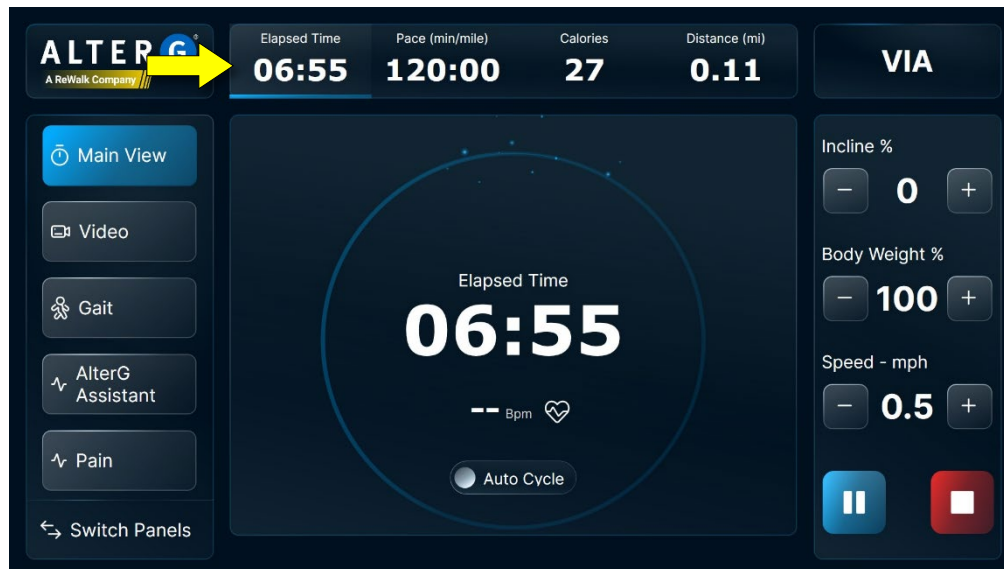 ALTER G®
A ReWalk Company
Elapsed Time
06:55
Pace (min/mile)
120:00
Calories
27
Distance (mi)
0.11
VIA
Main View
Video
Gait
AlterG
Assistant
Pain
Switch Panels
Elapsed Time
06:55
-- Bpm
Auto Cycle
Incline %
− 0 +
Body Weight %
− 100 +
Speed - mph
− 0.5 +